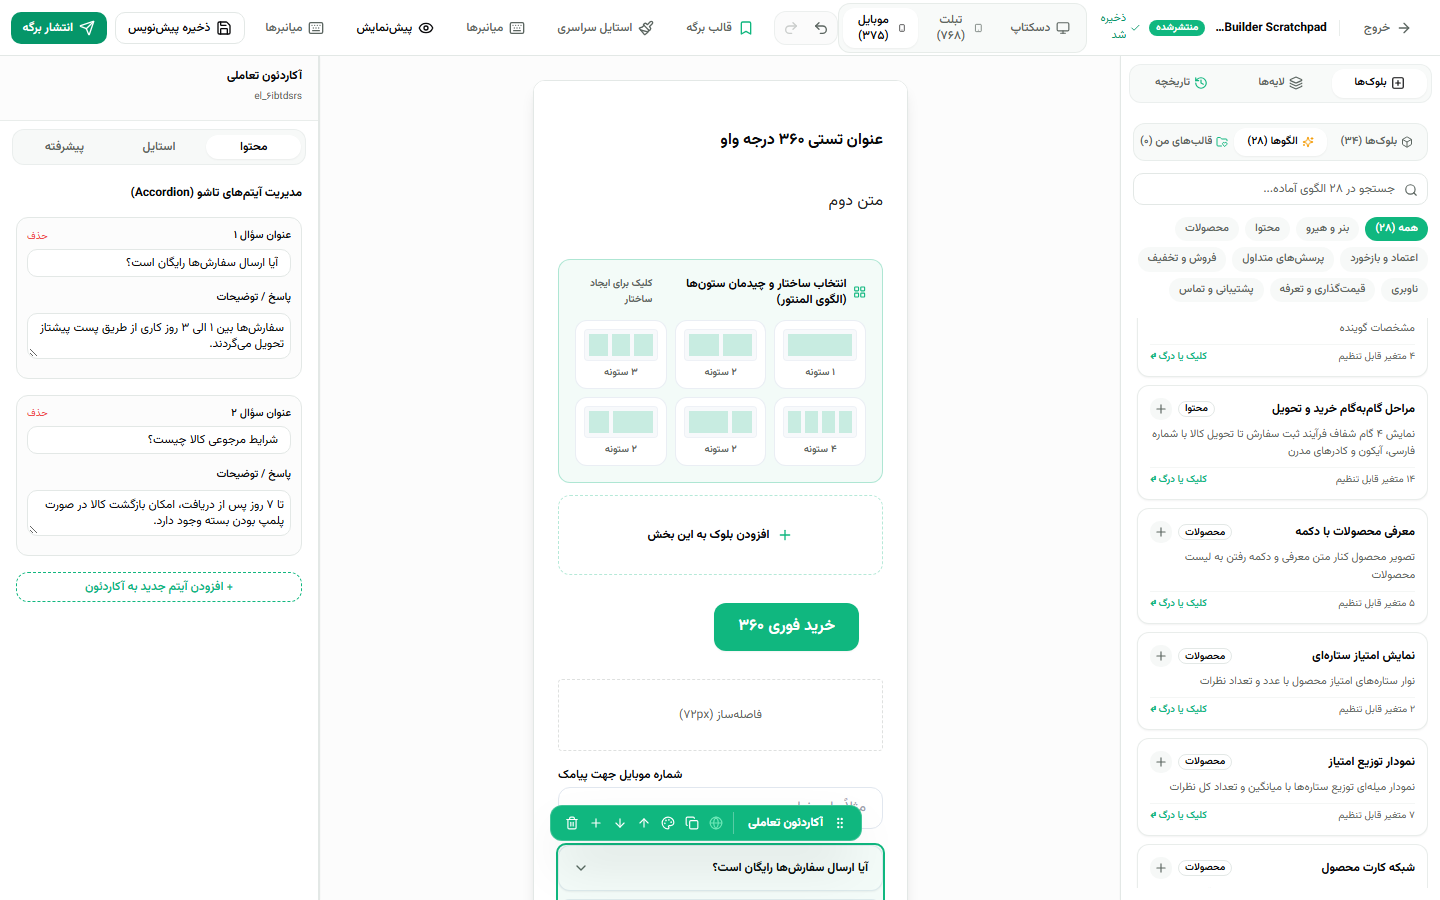 خروج
Builder Scratchpad...
منتشرشده
ذخیره شد
دسکتاپ
تبلت (۷۶۸)
موبایل (۳۷۵)
قالب برگه
استایل سراسری
میانبرها
پیش‌نمایش
میانبرها
ذخیره پیش‌نویس
انتشار برگه
بلوک‌ها
لایه‌ها
تاریخچه
بلوک‌ها (۳۴)
الگوها (۲۸)
قالب‌های من (۰)
جستجو در ۲۸ الگوی آماده...
همه (۲۸)
بنر و هیرو
محتوا
محصولات
اعتماد و بازخورد
پرسش‌های متداول
فروش و تخفیف
ناوبری
قیمت‌گذاری و تعرفه
پشتیبانی و تماس
مشخصات گوینده
۴ متغیر قابل تنظیم
کلیک یا درگ
مراحل گام‌به‌گام خرید و تحویل
محتوا
نمایش ۴ گام شفاف فرآیند ثبت سفارش تا تحویل کالا با شماره
فارسی، آیکون و کادرهای مدرن
۱۴ متغیر قابل تنظیم
کلیک یا درگ
معرفی محصولات با دکمه
محصولات
تصویر محصول کنار متن معرفی و دکمه رفتن به لیست
محصولات
۵ متغیر قابل تنظیم
کلیک یا درگ
نمایش امتیاز ستاره‌ای
محصولات
نوار ستاره‌های امتیاز محصول با عدد و تعداد نظرات
۲ متغیر قابل تنظیم
کلیک یا درگ
نمودار توزیع امتیاز
محصولات
نمودار میله‌ای توزیع ستاره‌ها با میانگین و تعداد کل نظرات
۷ متغیر قابل تنظیم
کلیک یا درگ
شبکه کارت محصول
محصولات
عنوان تستی ۳۶۰ درجه واو
متن دوم
انتخاب ساختار و چیدمان ستون‌ها
(الگوی المنتور)
کلیک برای ایجاد
ساختار
۱ ستونه
۲ ستونه
۳ ستونه
۴ ستونه
۲ ستونه
۲ ستونه
افزودن بلوک به این بخش
خرید فوری ۳۶۰
فاصله‌ساز (۷۲px)
شماره موبایل جهت پیامک
آکاردئون تعاملی
آیا ارسال سفارش‌ها رایگان است؟
آکاردئون تعاملی
el_۶ibtdsrs
محتوا
استایل
پیشرفته
مدیریت آیتم‌های تاشو (Accordion)
عنوان سؤال ۱
حذف
آیا ارسال سفارش‌ها رایگان است؟
پاسخ / توضیحات
سفارش‌ها بین ۱ الی ۳ روز کاری از طریق پست پیشتاز
تحویل می‌گردند.
عنوان سؤال ۲
حذف
شرایط مرجوعی کالا چیست؟
پاسخ / توضیحات
تا ۷ روز پس از دریافت، امکان بازگشت کالا در صورت
پلمپ بودن بسته وجود دارد.
+ افزودن آیتم جدید به آکاردئون